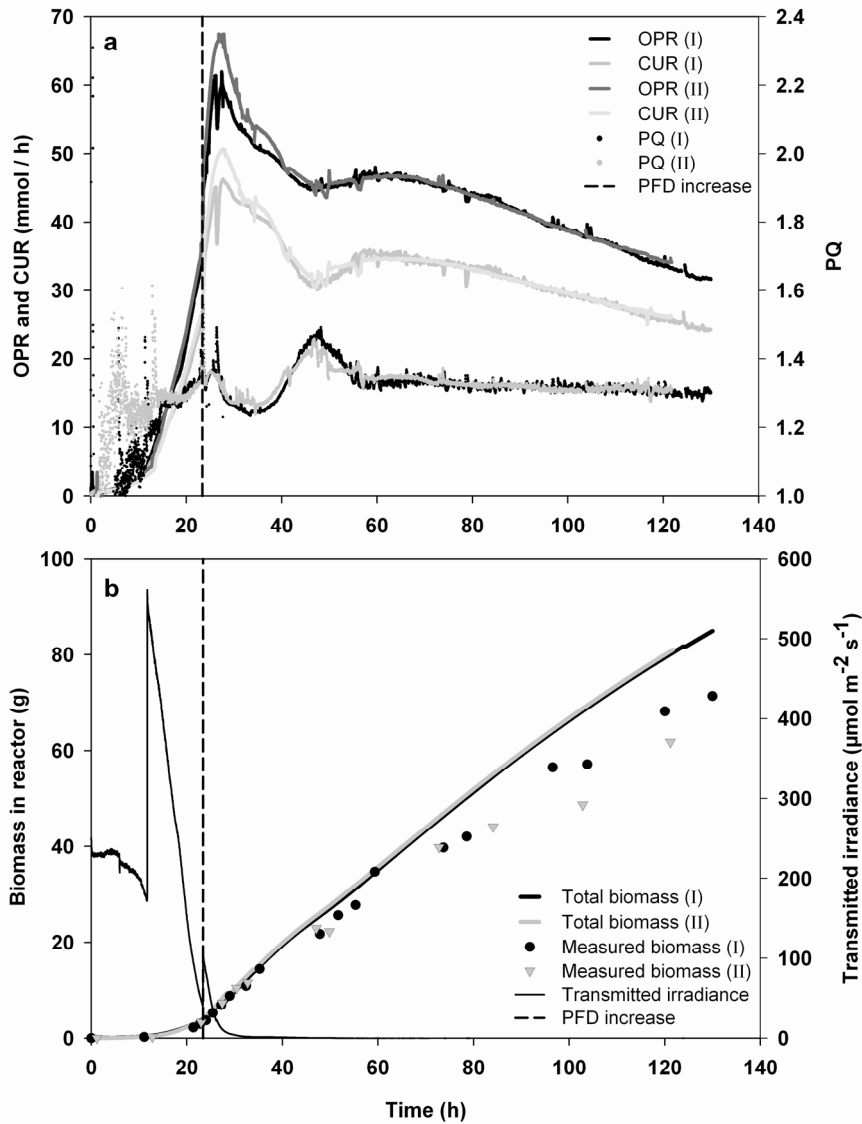 a
OPR (I)
CUR (I)
OPR (II)
CUR (II)
PQ (I)
PQ (II)
PFD increase
OPR and CUR (mmol / h)
PQ
70
60
50
40
30
20
10
0
2.4
2.2
2.0
1.8
1.6
1.4
1.2
1.0
0 20 40 60 80 100 120 140
b
Total biomass (I)
Total biomass (II)
Measured biomass (I)
Measured biomass (II)
Transmitted irradiance
PFD increase
Biomass in reactor (g)
Transmitted irradiance (µmol m-2 s-1)
100
80
60
40
20
0
600
500
400
300
200
100
0
0 20 40 60 80 100 120 140
Time (h)